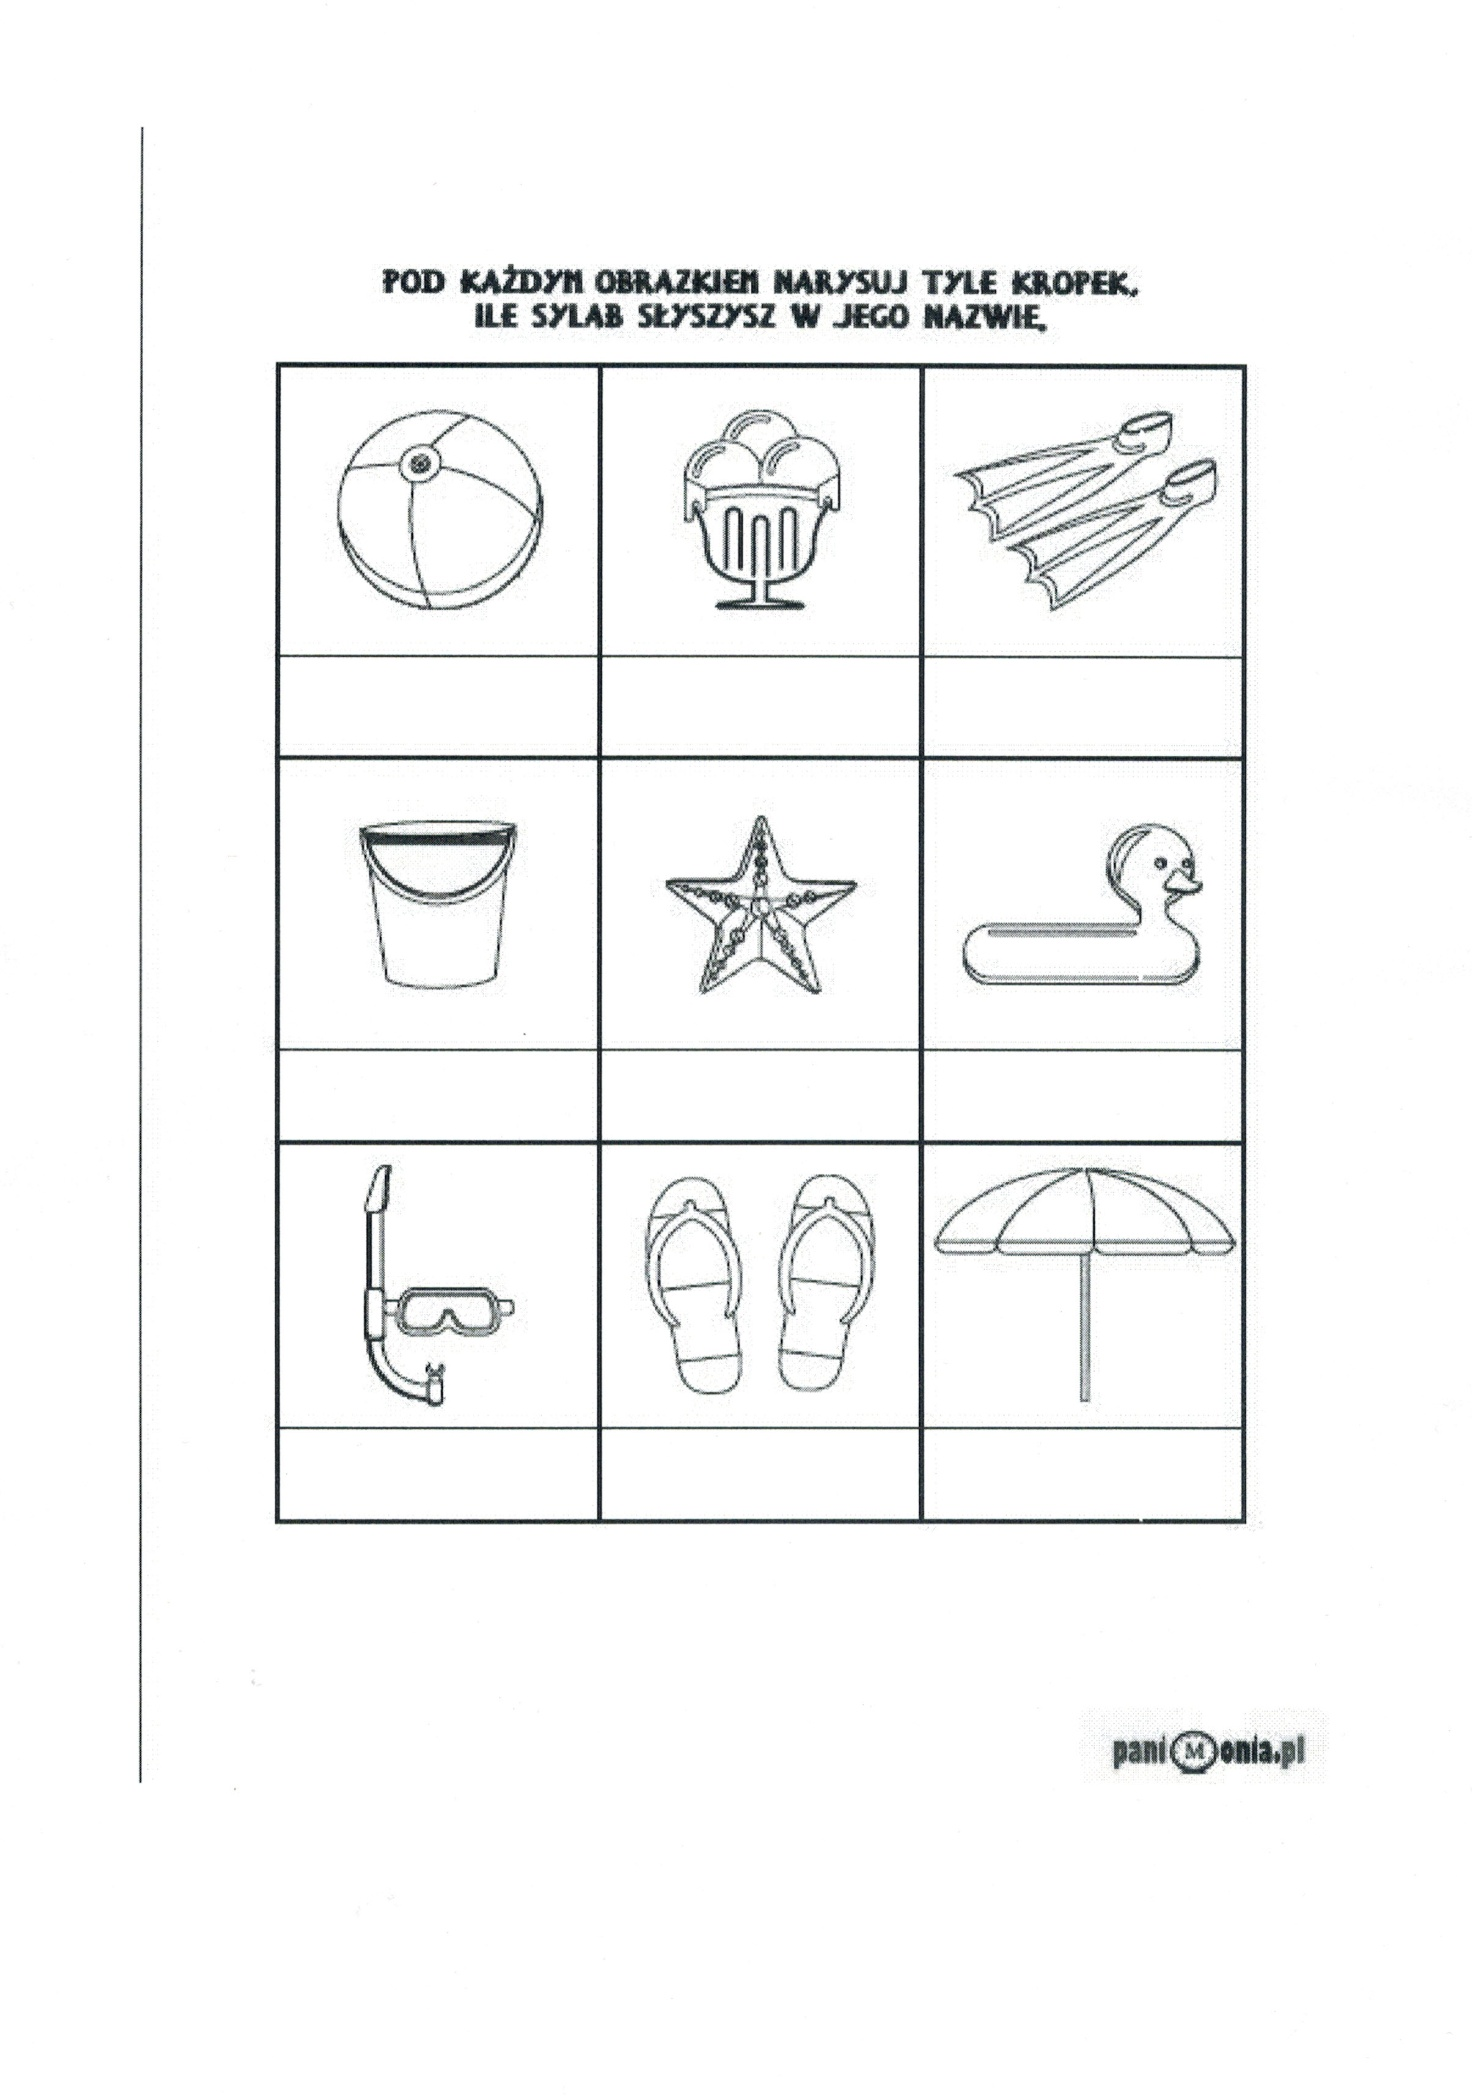 POD KAŻDYM OBRAZKIEM NARYSUJ TYLE KROPEK,
ILE SYLAB SŁYSZYSZ W JEGO NAZWIE.
paniMonia.pl